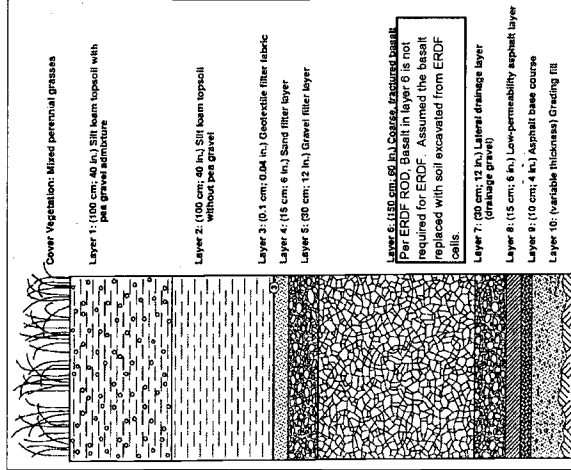 Cover Vegetation: Mixed perennial grasses
Layer 1: (100 cm; 40 in.) Silt loam topsoil with
pea gravel admixture
Layer 2: (100 cm; 40 in.) Silt loam topsoil
without pea gravel
Layer 3: (0.1 cm; 0.04 in.) Geotextile filter fabric
3
Layer 4: (15 cm; 6 in.) Sand filter layer
Layer 5: (30 cm; 12 in.) Gravel filter layer
Layer 6: (150 cm; 60 in.) Coarse, fractured basalt
Per ERDF ROD, Basalt in layer 6 is not
required for ERDF. Assumed the basalt
replaced with soil excavated from ERDF
cells.
Layer 7: (30 cm; 12 in.) Lateral drainage layer
(drainage gravel)
Layer 8: (15 cm; 6 in.) Low-permeability asphalt layer
Layer 9: (10 cm; 4 in.) Asphalt base course
Layer 10: (variable thickness) Grading fill